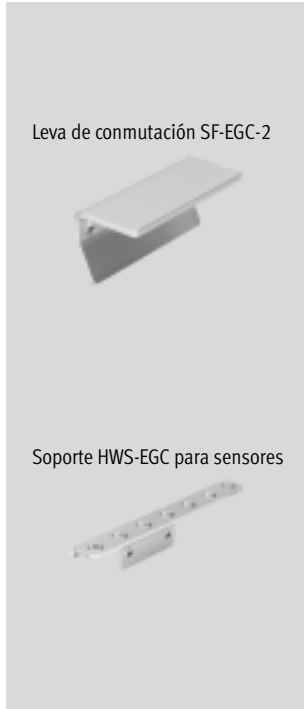 Leva de conmutación SF-EGC-2
Soporte HWS-EGC para sensores